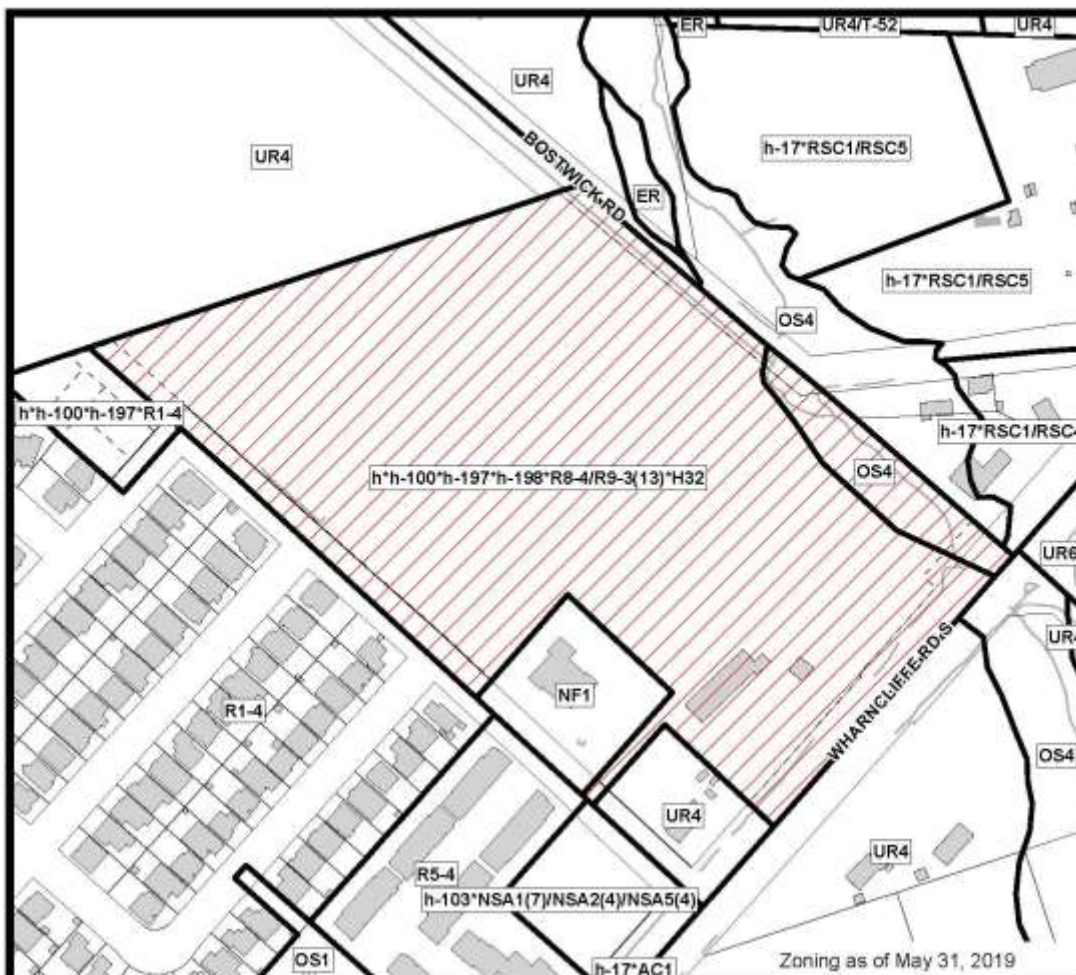 ER
UR4/T-52
UR4
UR4
BOSTWICK RD
UR4
h-17*RSC1/RSC5
ER
h-17*RSC1/RSC5
OS4
h*h-100*h-197*R1-4
h-17*RSC1/RSC4
h*h-100*h-197*h-198*R8-4/R9-3(13)*H32
OS4
UR6
UR4
NF1
R1-4
WHARNCLIFFE RD S
OS4
UR4
UR4
R5-4
h-103*NSA1(7)/NSA2(4)/NSA5(4)
OS1
h-17*AC1
Zoning as of May 31, 2019